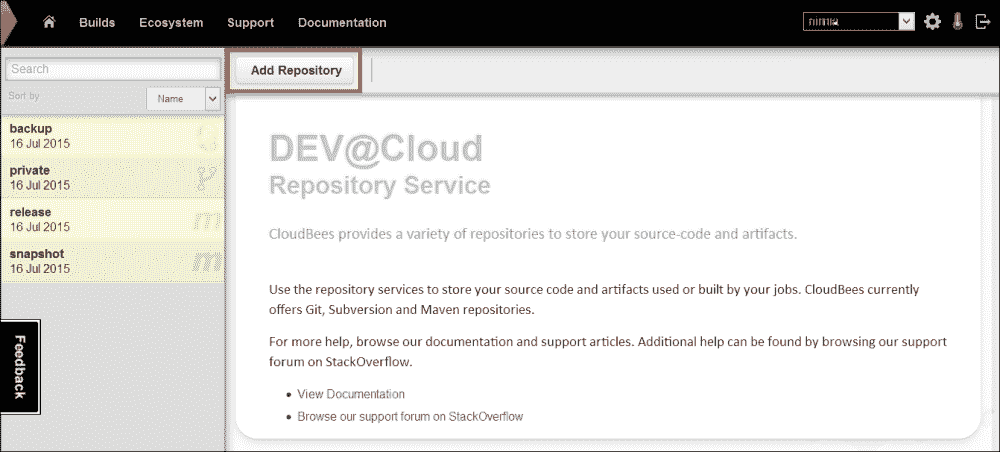 Builds Ecosystem Support Documentation
Search
Add Repository
Sort by Name
backup
16 Jul 2015
private
16 Jul 2015
release
16 Jul 2015
snapshot
16 Jul 2015
Feedback
DEV@Cloud
Repository Service
CloudBees provides a variety of repositories to store your source-code and artifacts.
Use the repository services to store your source code and artifacts used or built by your jobs. CloudBees currently
offers Git, Subversion and Maven repositories.
For more help, browse our documentation and support articles. Additional help can be found by browsing our support
forum on StackOverflow.
• View Documentation
• Browse our support forum on StackOverflow